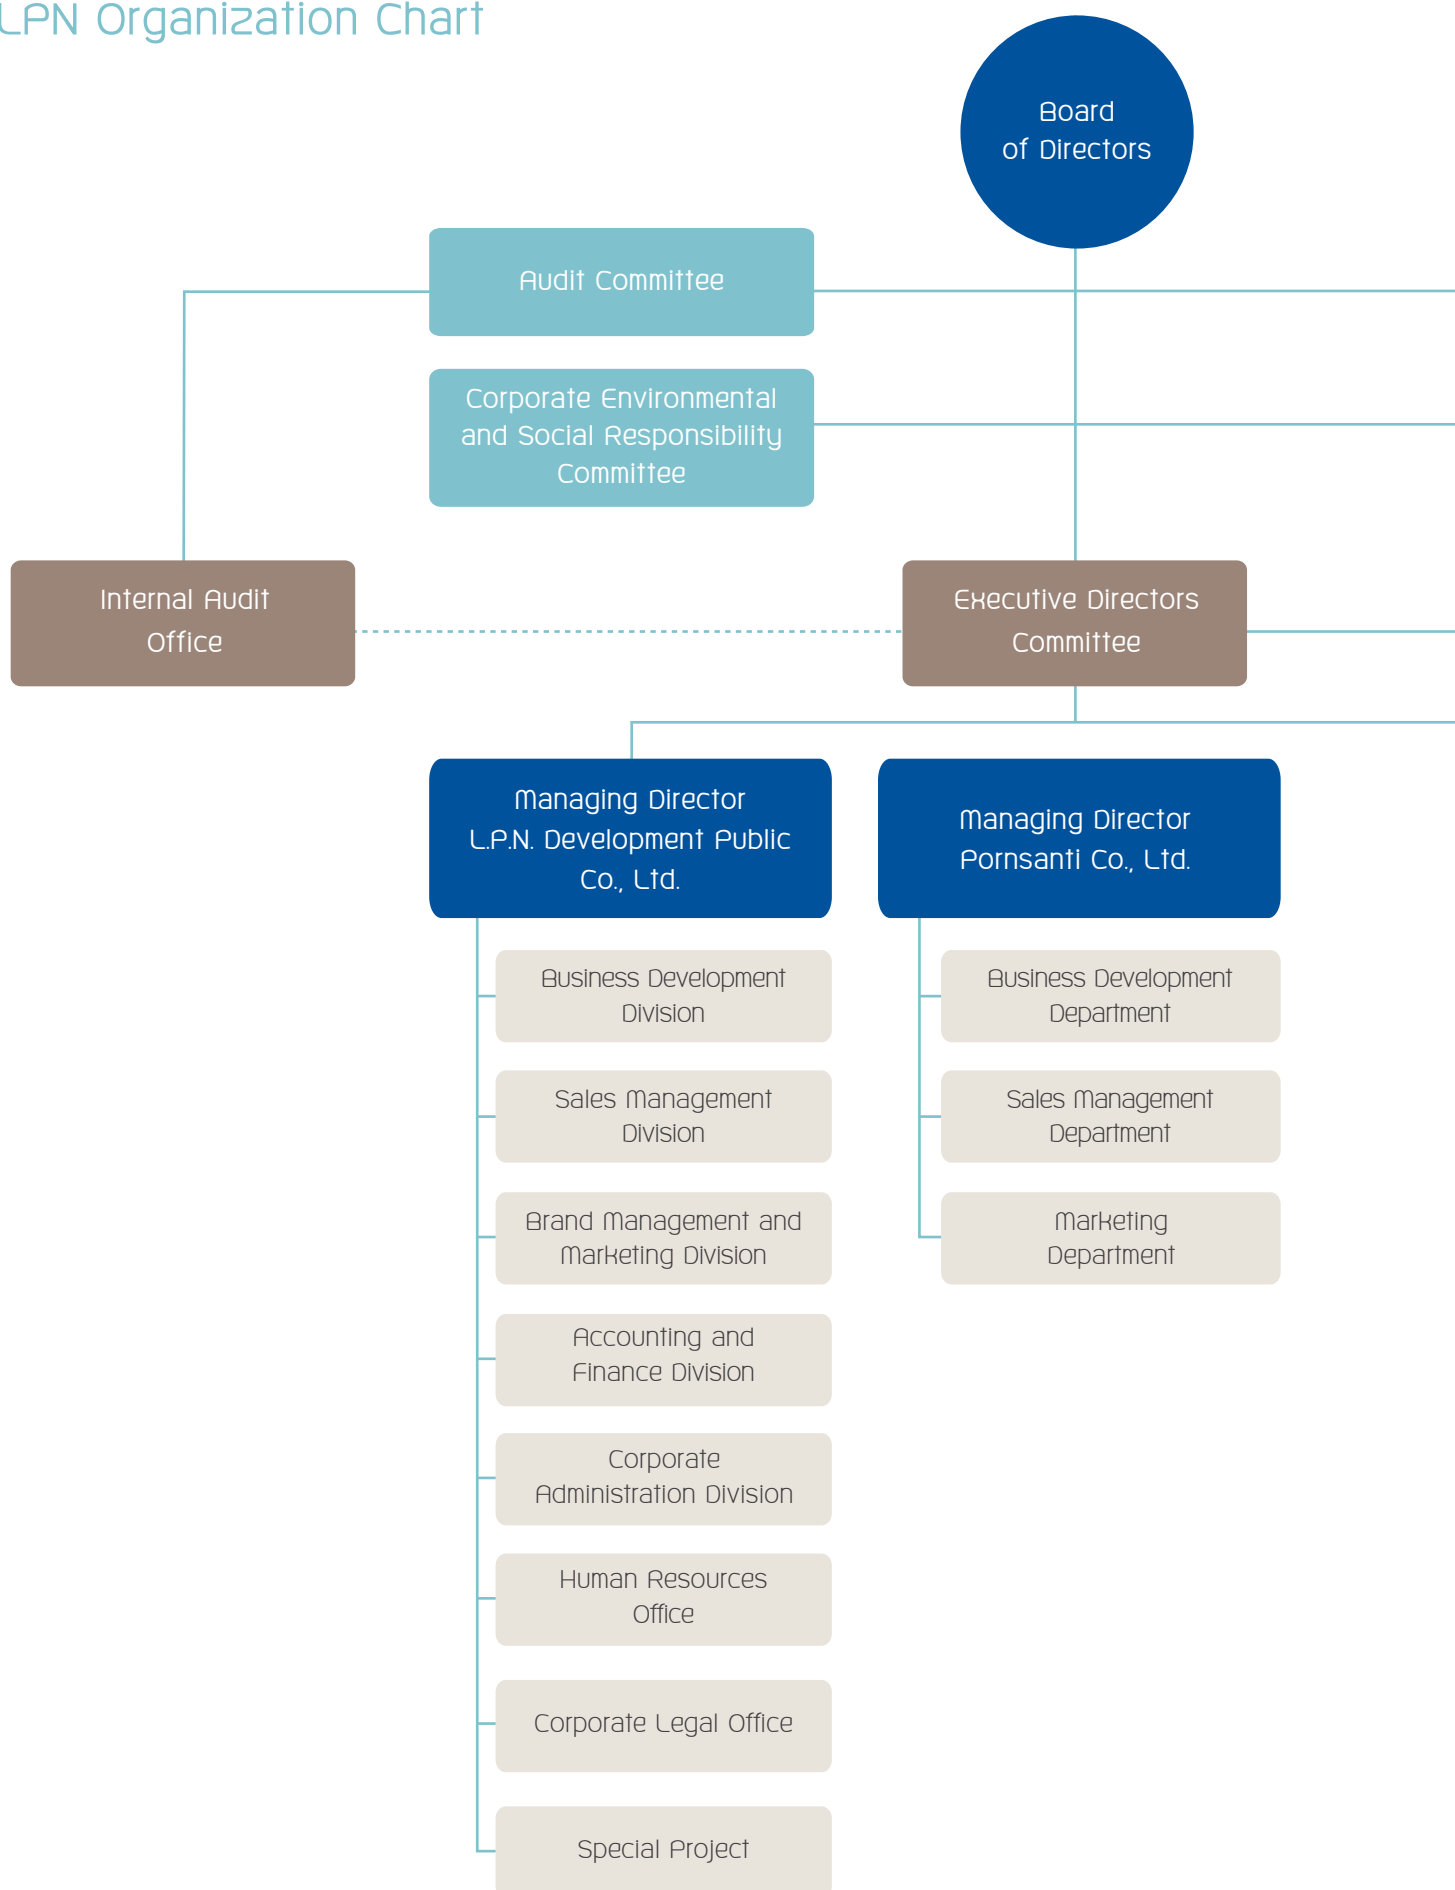 LPN Organization Chart
Board
of Directors
Audit Committee
Corporate Environmental
and Social Responsibility
Committee
Internal Audit
Office
Executive Directors
Committee
Managing Director
L.P.N. Development Public
Co., Ltd.
Managing Director
Pornsanti Co., Ltd.
Business Development
Division
Sales Management
Division
Brand Management and
Marketing Division
Accounting and
Finance Division
Corporate
Administration Division
Human Resources
Office
Corporate Legal Office
Special Project
Business Development
Department
Sales Management
Department
Marketing
Department